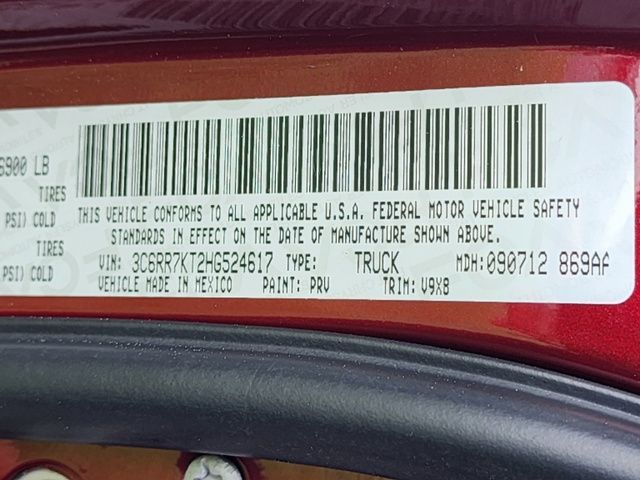 6900 LB
TIRES
PSI) COLD
TIRES
PSI) COLD
THIS VEHICLE CONFORMS TO ALL APPLICABLE U.S.A. FEDERAL MOTOR VEHICLE SAFETY
STANDARDS IN EFFECT ON THE DATE OF MANUFACTURE SHOWN ABOVE.
VIN: 3C6RR7KT2HG524617 TYPE: TRUCK MDH:090712 869AA
VEHICLE MADE IN MEXICO PAINT: PRV TRIM: V9X8